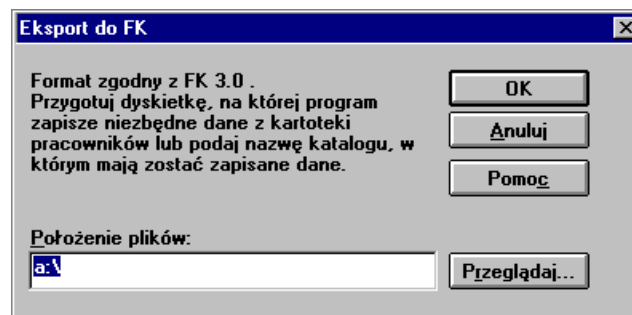 Eksport do FK
Format zgodny z FK 3.0 .
Przygotuj dyskietkę, na której program
zapisze niezbędne dane z kartoteki
pracowników lub podaj nazwę katalogu, w
którym mają zostać zapisane dane.
OK
Anuluj
Pomoc
Położenie plików:
a:\
Przeglądaj...